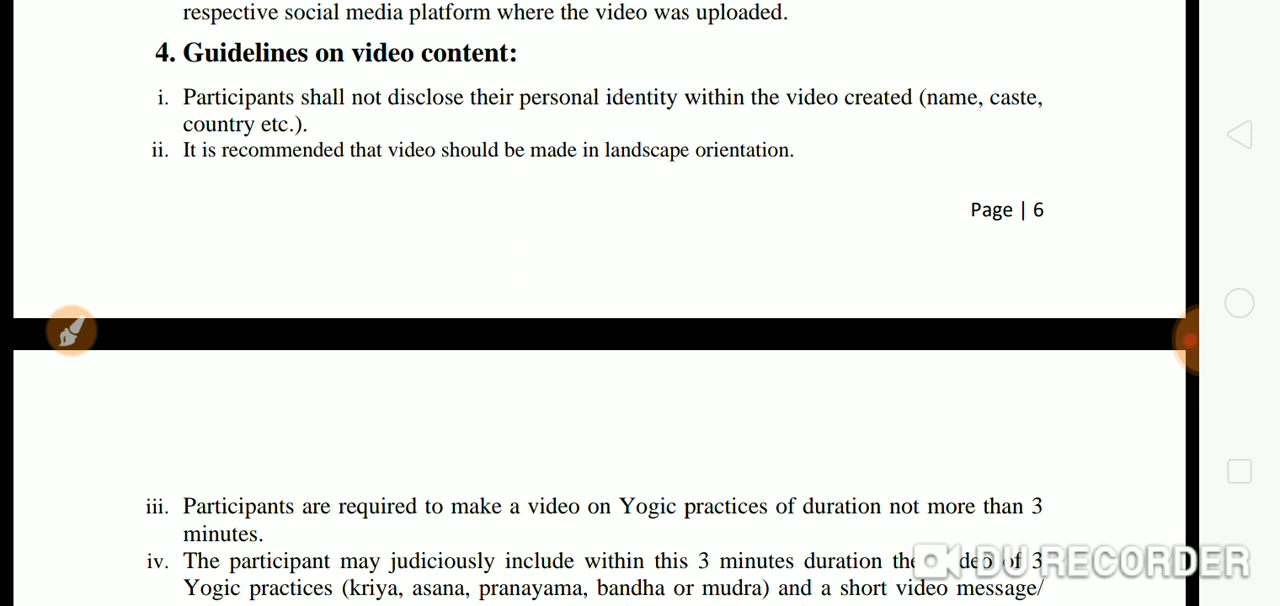 respective social media platform where the video was uploaded.
4. Guidelines on video content:
i. Participants shall not disclose their personal identity within the video created (name, caste,
country etc.).
ii. It is recommended that video should be made in landscape orientation.
Page | 6
iii. Participants are required to make a video on Yogic practices of duration not more than 3
minutes.
iv. The participant may judiciously include within this 3 minutes duration of 3
DU RECORDER
Yogic practices (kriya, asana, pranayama, bandha or mudra) and a short video message/